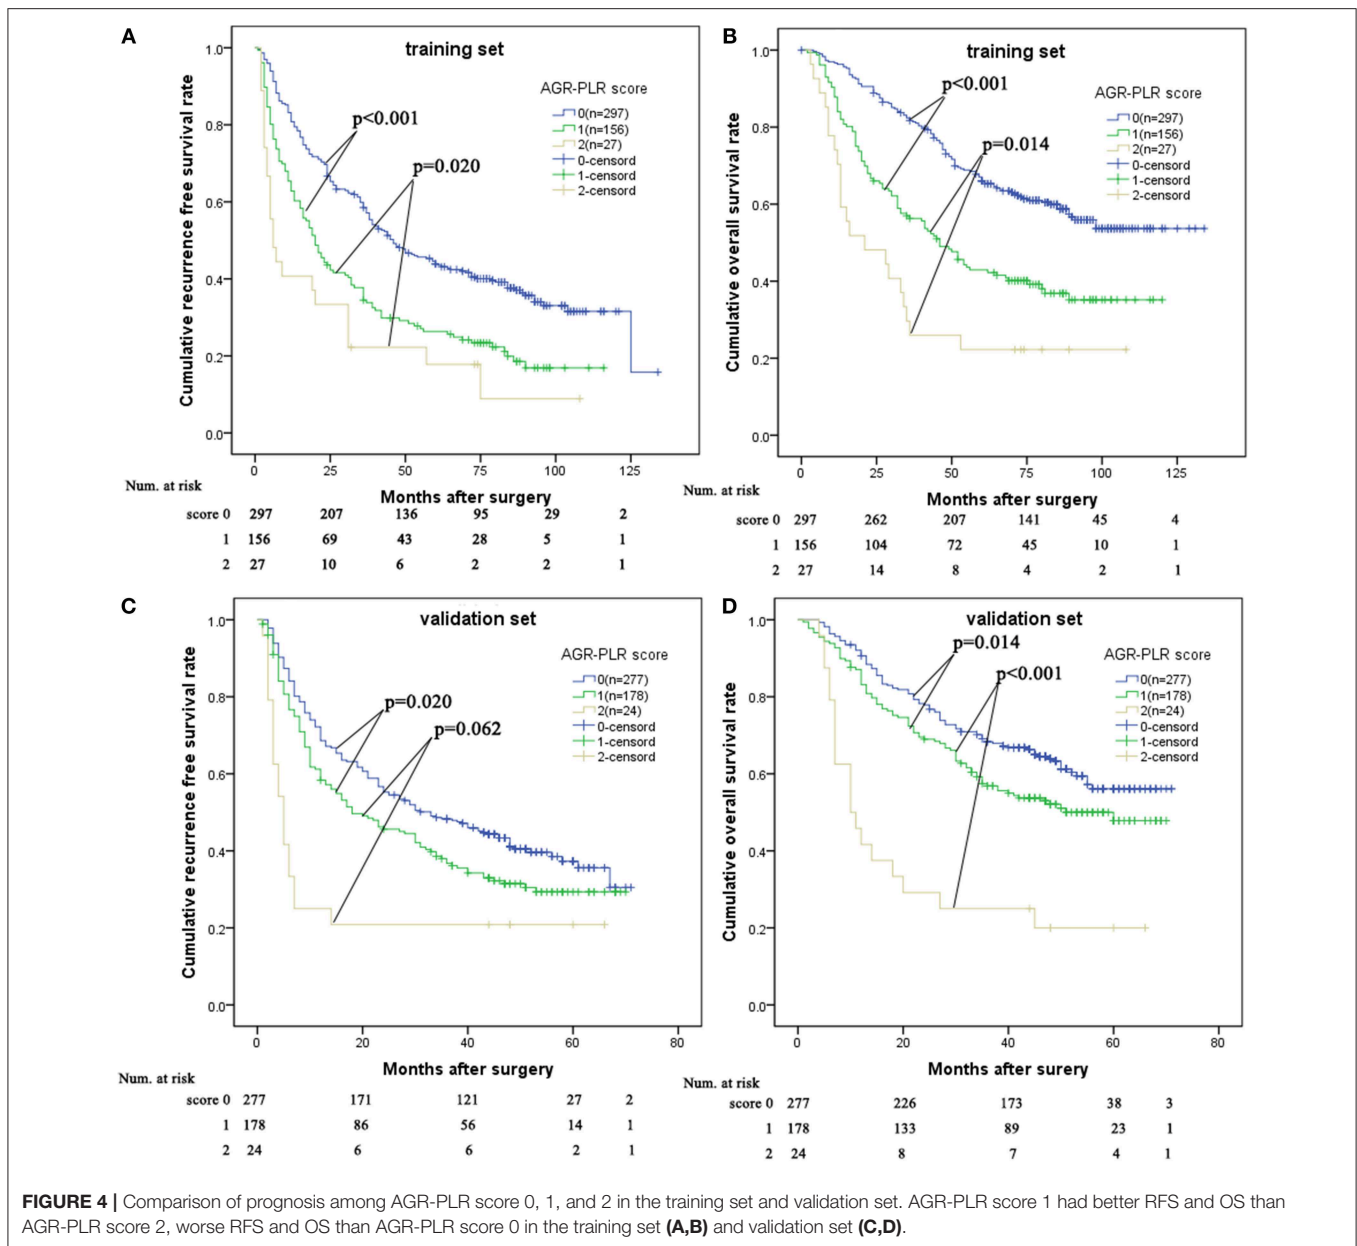 A
training set
AGR-PLR score
0(n=297)
1(n=156)
2(n=27)
0-censord
1-censord
2-censord
p<0.001
p=0.020
Cumulative recurrence free survival rate
1.0
0.8
0.6
0.4
0.2
0.0
0 25 50 75 100 125
Months after surgery
Num. at risk
score 0 297 207 136 95 29 2
1 156 69 43 28 5 1
2 27 10 6 2 2 1
B
training set
AGR-PLR score
0(n=297)
1(n=156)
2(n=27)
0-censord
1-censord
2-censord
p<0.001
p=0.014
Cumulative overall survival rate
1.0
0.8
0.6
0.4
0.2
0.0
0 25 50 75 100 125
Months after surgery
Num. at risk
score 0 297 262 207 141 45 4
1 156 104 72 45 10 1
2 27 14 8 4 2 1
C
validation set
AGR-PLR score
0(n=277)
1(n=178)
2(n=24)
0-censord
1-censord
2-censord
p=0.020
p=0.062
Cumulative recurrence free survival rate
1.0
0.8
0.6
0.4
0.2
0.0
0 20 40 60 80
Months after surgery
Num. at risk
score 0 277 171 121 27 2
1 178 86 56 14 1
2 24 6 6 2 1
D
validation set
AGR-PLR score
0(n=277)
1(n=178)
2(n=24)
0-censord
1-censord
2-censord
p=0.014
p<0.001
Cumulative overall survival rate
1.0
0.8
0.6
0.4
0.2
0.0
0 20 40 60 80
Months after surery
Num. at risk
score 0 277 226 173 38 3
1 178 133 89 23 1
2 24 8 7 4 1
FIGURE 4 | Comparison of prognosis among AGR-PLR score 0, 1, and 2 in the training set and validation set. AGR-PLR score 1 had better RFS and OS than
AGR-PLR score 2, worse RFS and OS than AGR-PLR score 0 in the training set (A,B) and validation set (C,D).